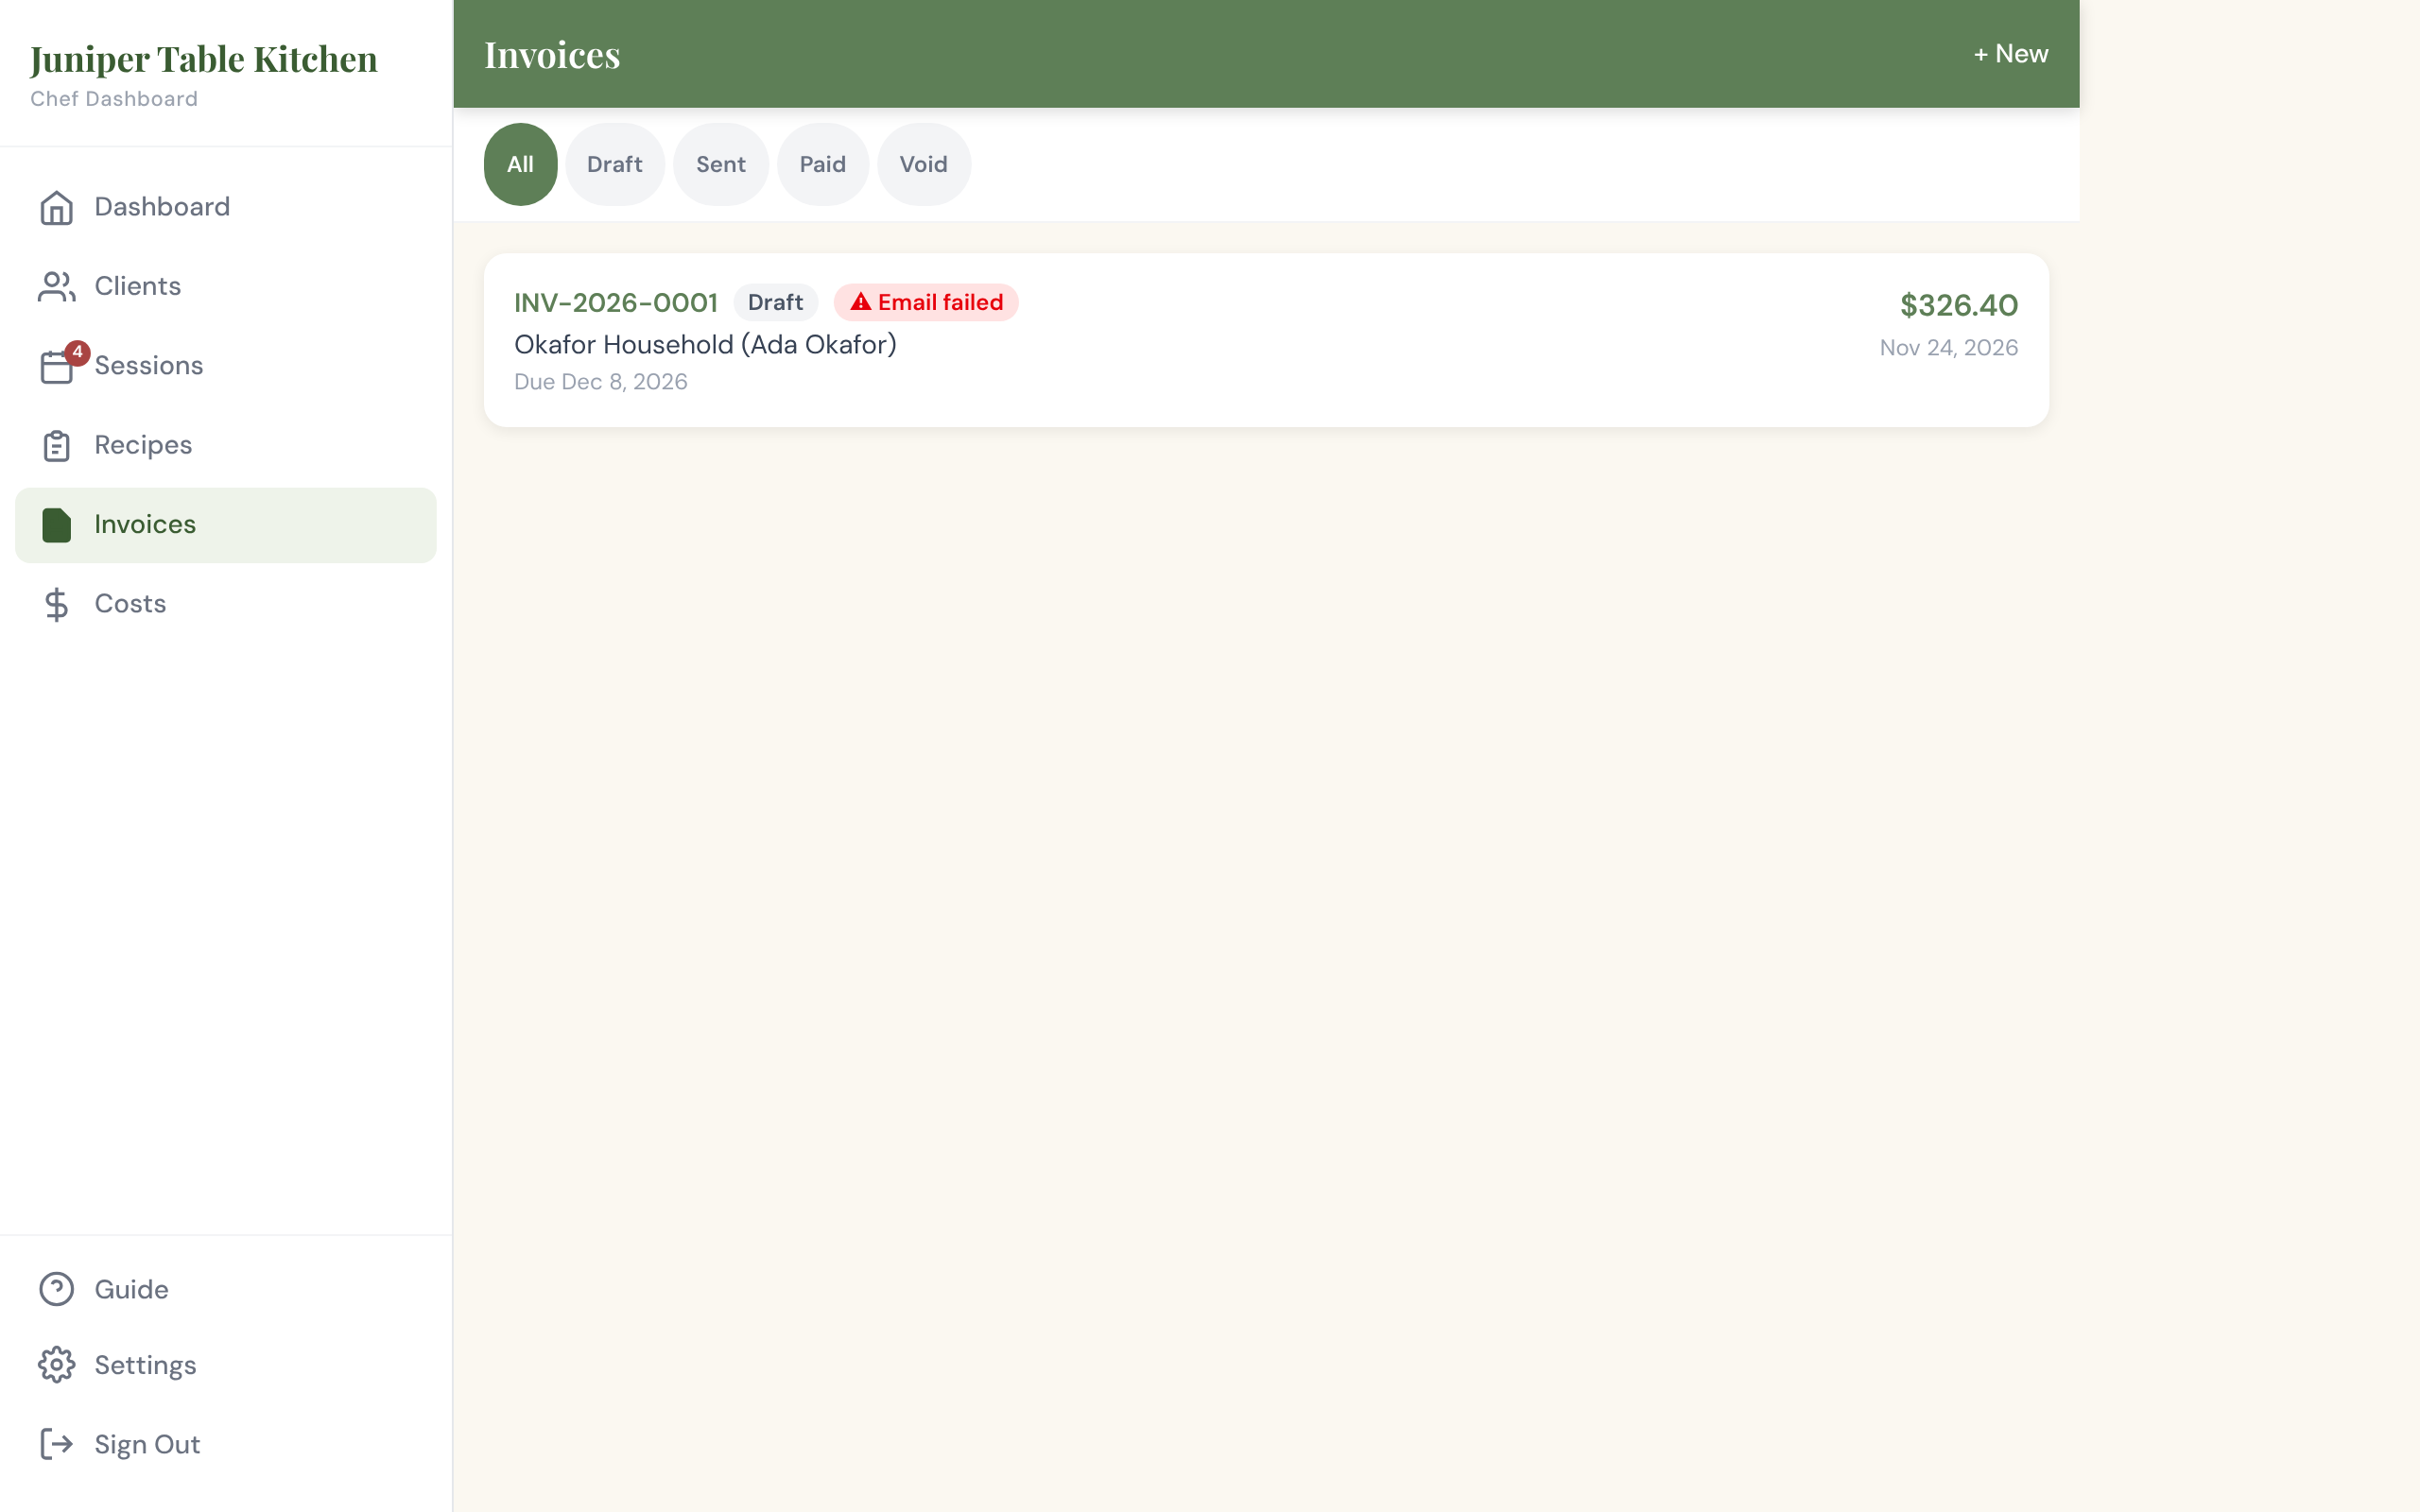 Juniper Table Kitchen
Chef Dashboard
Dashboard
Clients
4
Sessions
Recipes
Invoices
Costs
Guide
Settings
Sign Out
Invoices
+ New
All
Draft
Sent
Paid
Void
INV-2026-0001 Draft Email failed
$326.40
Okafor Household (Ada Okafor)
Nov 24, 2026
Due Dec 8, 2026